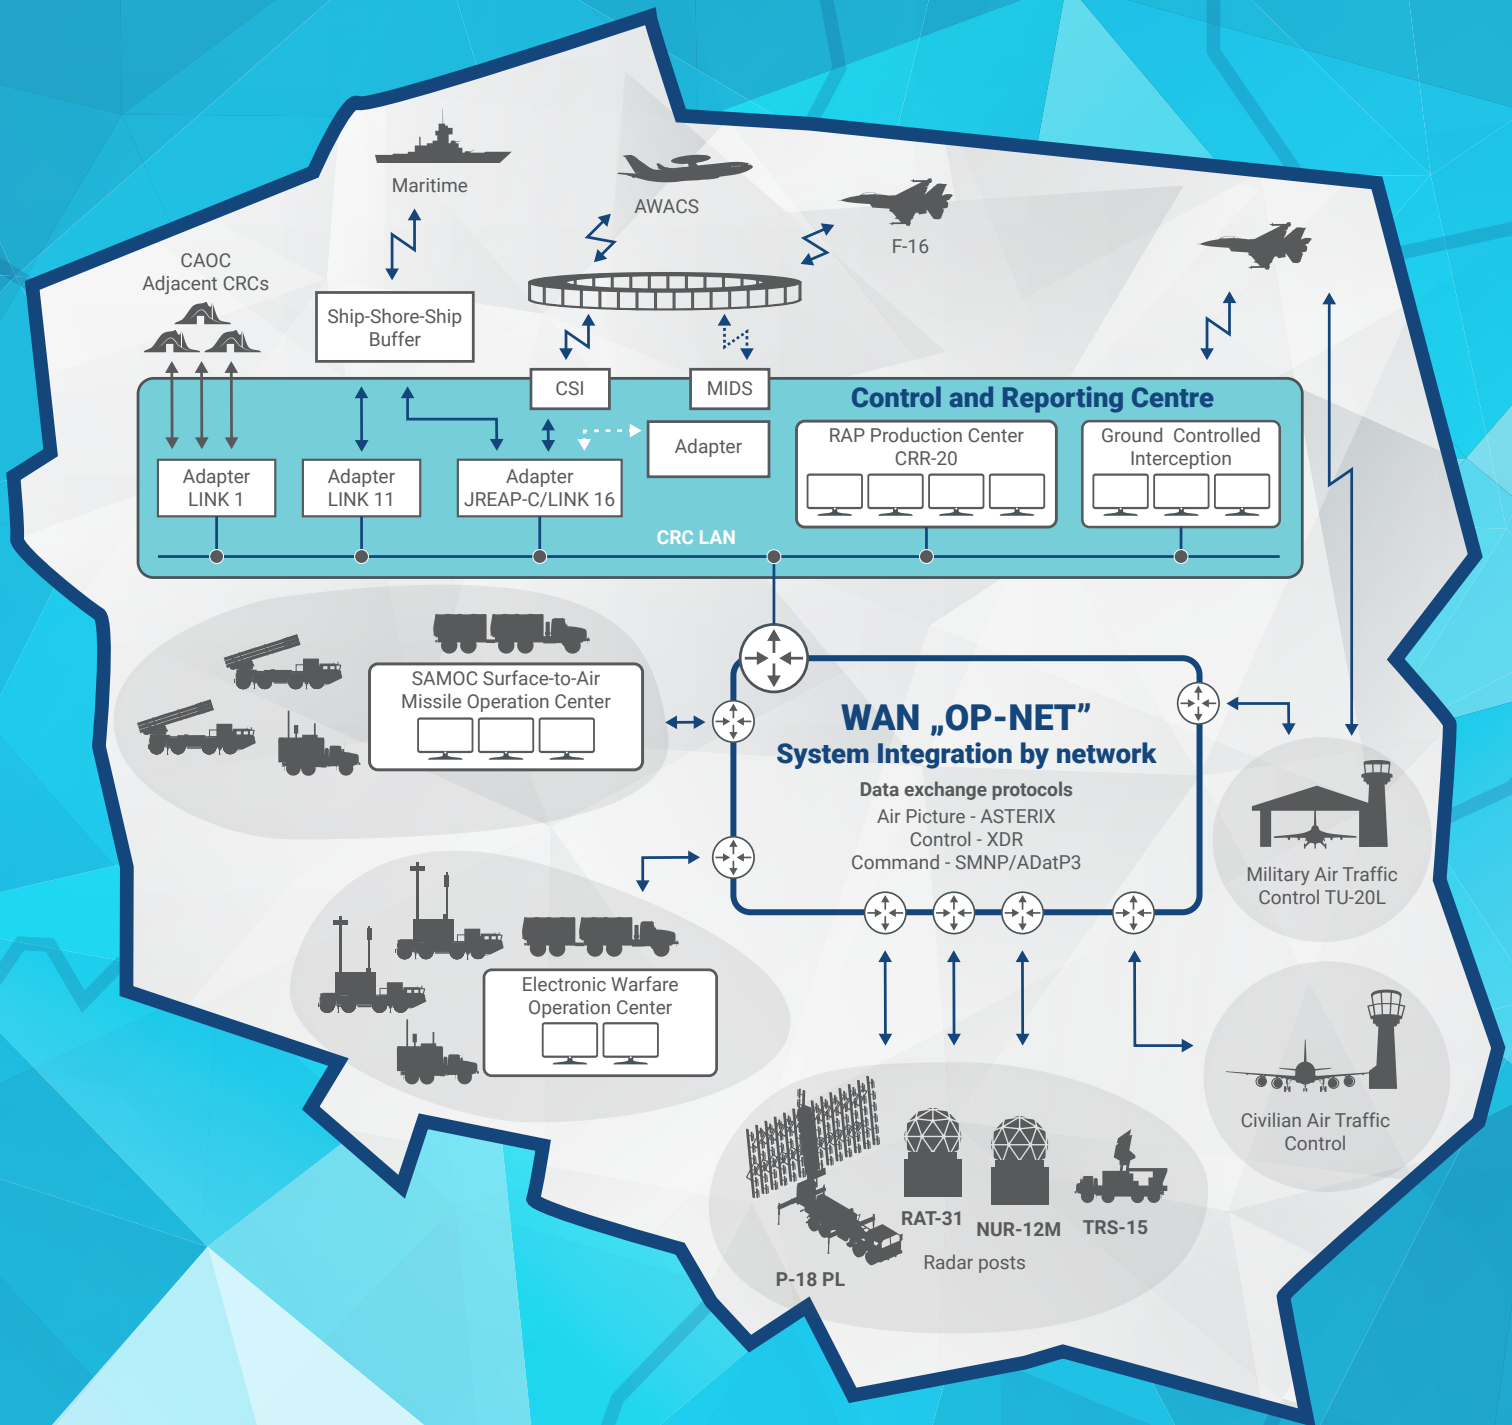 Maritime
AWACS
F-16
CAOC
Adjacent CRCs
Ship-Shore-Ship
Buffer
CSI
MIDS
Control and Reporting Centre
Adapter
LINK 1
Adapter
LINK 11
Adapter
JREAP-C/LINK 16
Adapter
RAP Production Center
CRR-20
Ground Controlled
Interception
CRC LAN
SAMOC Surface-to-Air
Missile Operation Center
WAN „OP-NET”
System Integration by network
Data exchange protocols
Air Picture - ASTERIX
Control - XDR
Command - SMNP/ADatP3
Military Air Traffic
Control TU-20L
Electronic Warfare
Operation Center
Civilian Air Traffic
Control
RAT-31
NUR-12M
TRS-15
P-18 PL
Radar posts